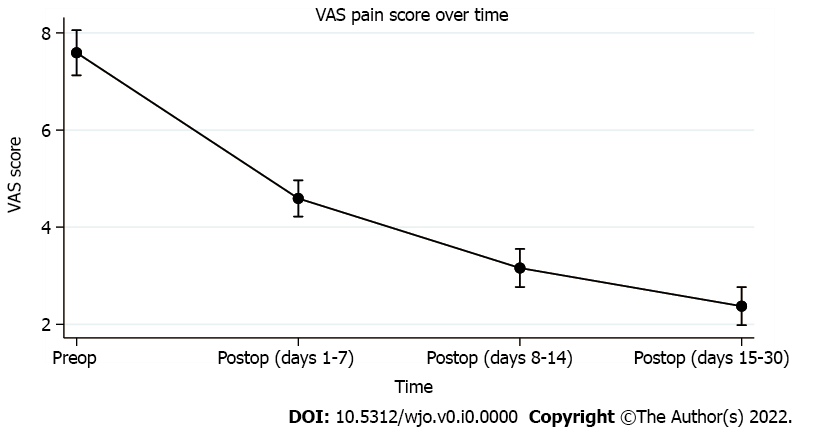 VAS pain score over time
8
6
4
2
VAS score
Preop
Postop (days 1-7)
Postop (days 8-14)
Postop (days 15-30)
Time
DOI: 10.5312/wjo.v0.i0.0000 Copyright ©The Author(s) 2022.